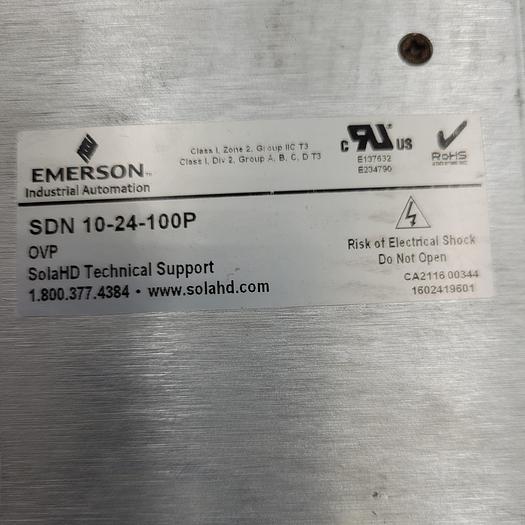 EMERSON™
Industrial Automation
Class I, Zone 2, Group IIC T3
Class I, Div 2, Group A, B, C, D T3
C RU US
E137632
E234790
RoHS
SDN 10-24-100P
OVP
SolaHD Technical Support
1.800.377.4384 • www.solahd.com
Risk of Electrical Shock
Do Not Open
CA2116 00344
1602419601